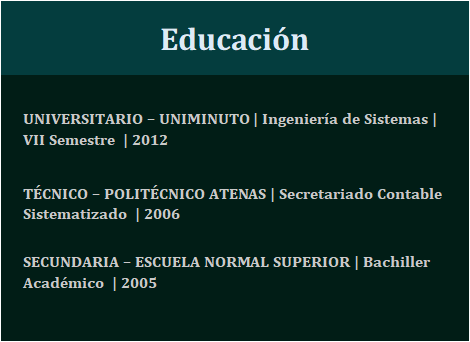 Educación
UNIVERSITARIO – UNIMINUTO | Ingeniería de Sistemas |
VII Semestre | 2012
TÉCNICO – POLITÉCNICO ATENAS | Secretariado Contable
Sistematizado | 2006
SECUNDARIA – ESCUELA NORMAL SUPERIOR | Bachiller
Académico | 2005